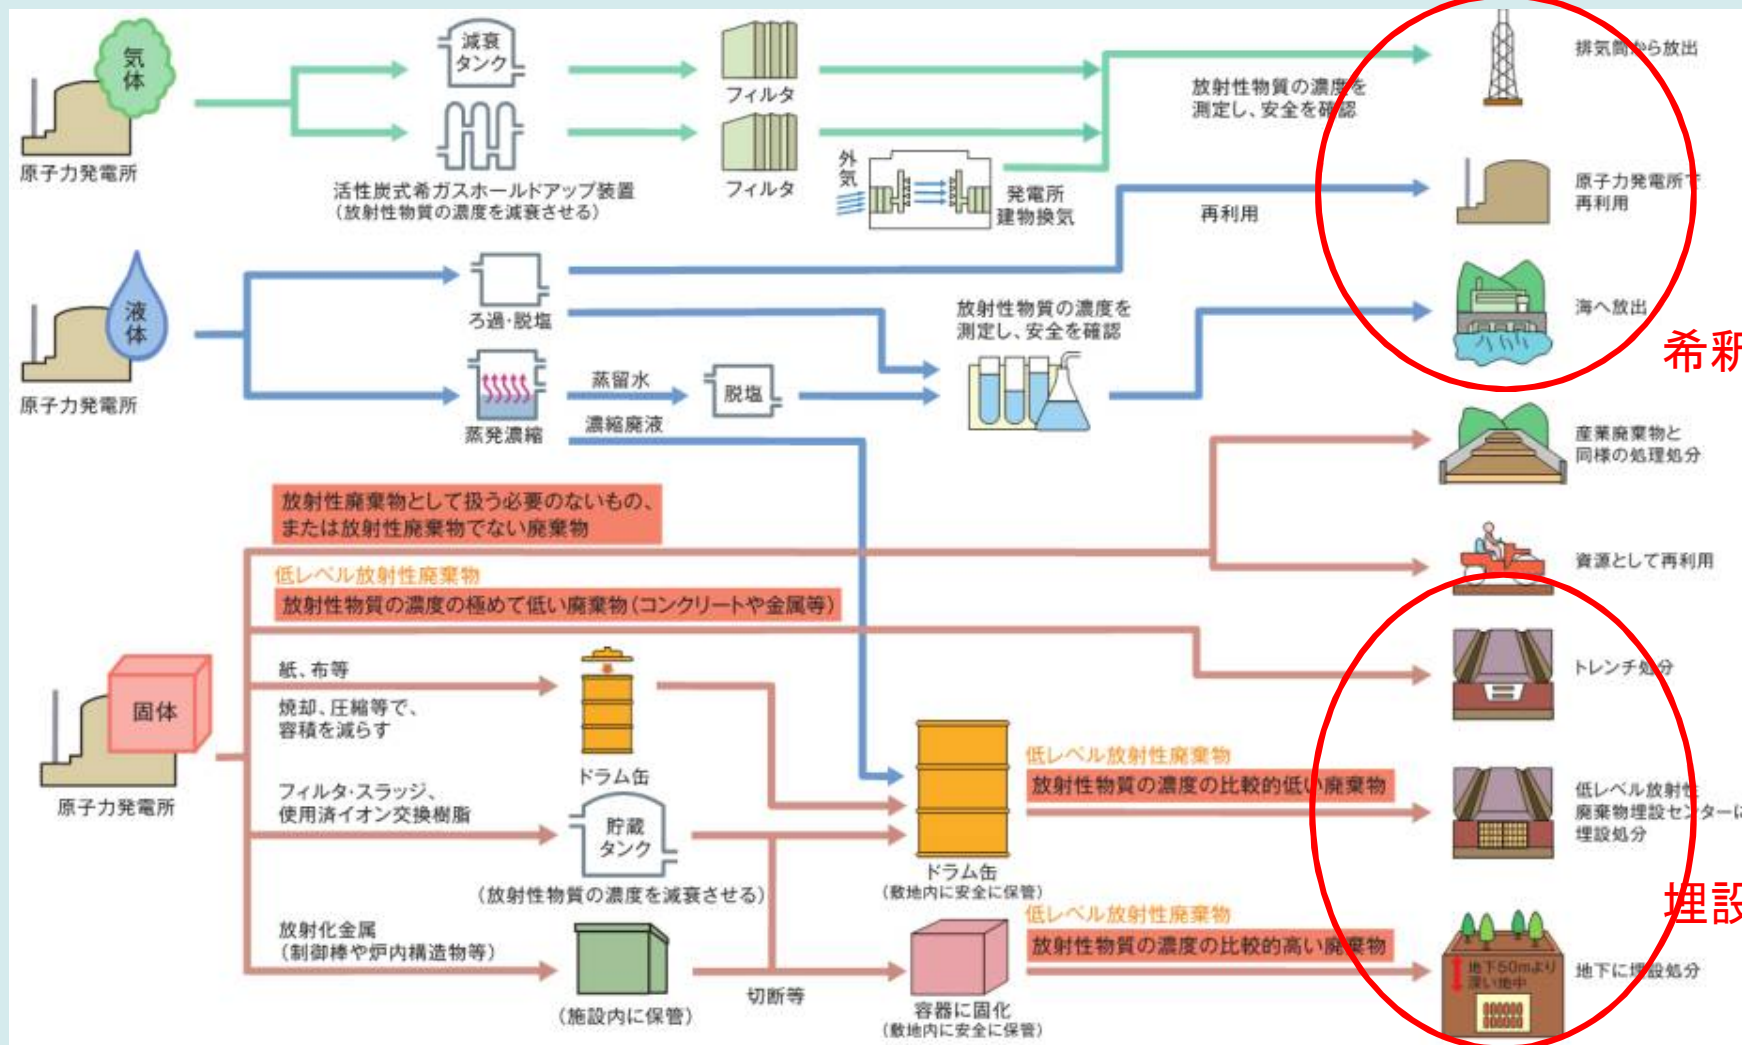 気
体
原子力発電所
減衰
タンク
活性炭式希ガスホールドアップ装置
(放射性物質の濃度を減衰させる)
フィルタ
フィルタ
外
気
発電所
建物換気
放射性物質の濃度を
測定し、安全を確認
排気筒から放出
液
体
原子力発電所
ろ過・脱塩
再利用
原子力発電所で
再利用
蒸発濃縮
蒸留水
濃縮廃液
脱塩
放射性物質の濃度を
測定し、安全を確認
海へ放出
希釈
固体
原子力発電所
放射性廃棄物として扱う必要のないもの、
または放射性廃棄物でない廃棄物
産業廃棄物と
同様の処理処分
資源として再利用
低レベル放射性廃棄物
放射性物質の濃度の極めて低い廃棄物(コンクリートや金属等)
トレンチ処分
紙、布等
焼却、圧縮等で、
容積を減らす
ドラム缶
フィルタ・スラッジ、
使用済イオン交換樹脂
貯蔵
タンク
(放射性物質の濃度を減衰させる)
ドラム缶
(敷地内に安全に保管)
低レベル放射性廃棄物
放射性物質の濃度の比較的低い廃棄物
低レベル放射性
廃棄物埋設センターに
埋設処分
埋設
放射化金属
(制御棒や炉内構造物等)
(施設内に保管)
切断等
容器に固化
(敷地内に安全に保管)
低レベル放射性廃棄物
放射性物質の濃度の比較的高い廃棄物
地下50mより
深い地中
地下に埋設処分